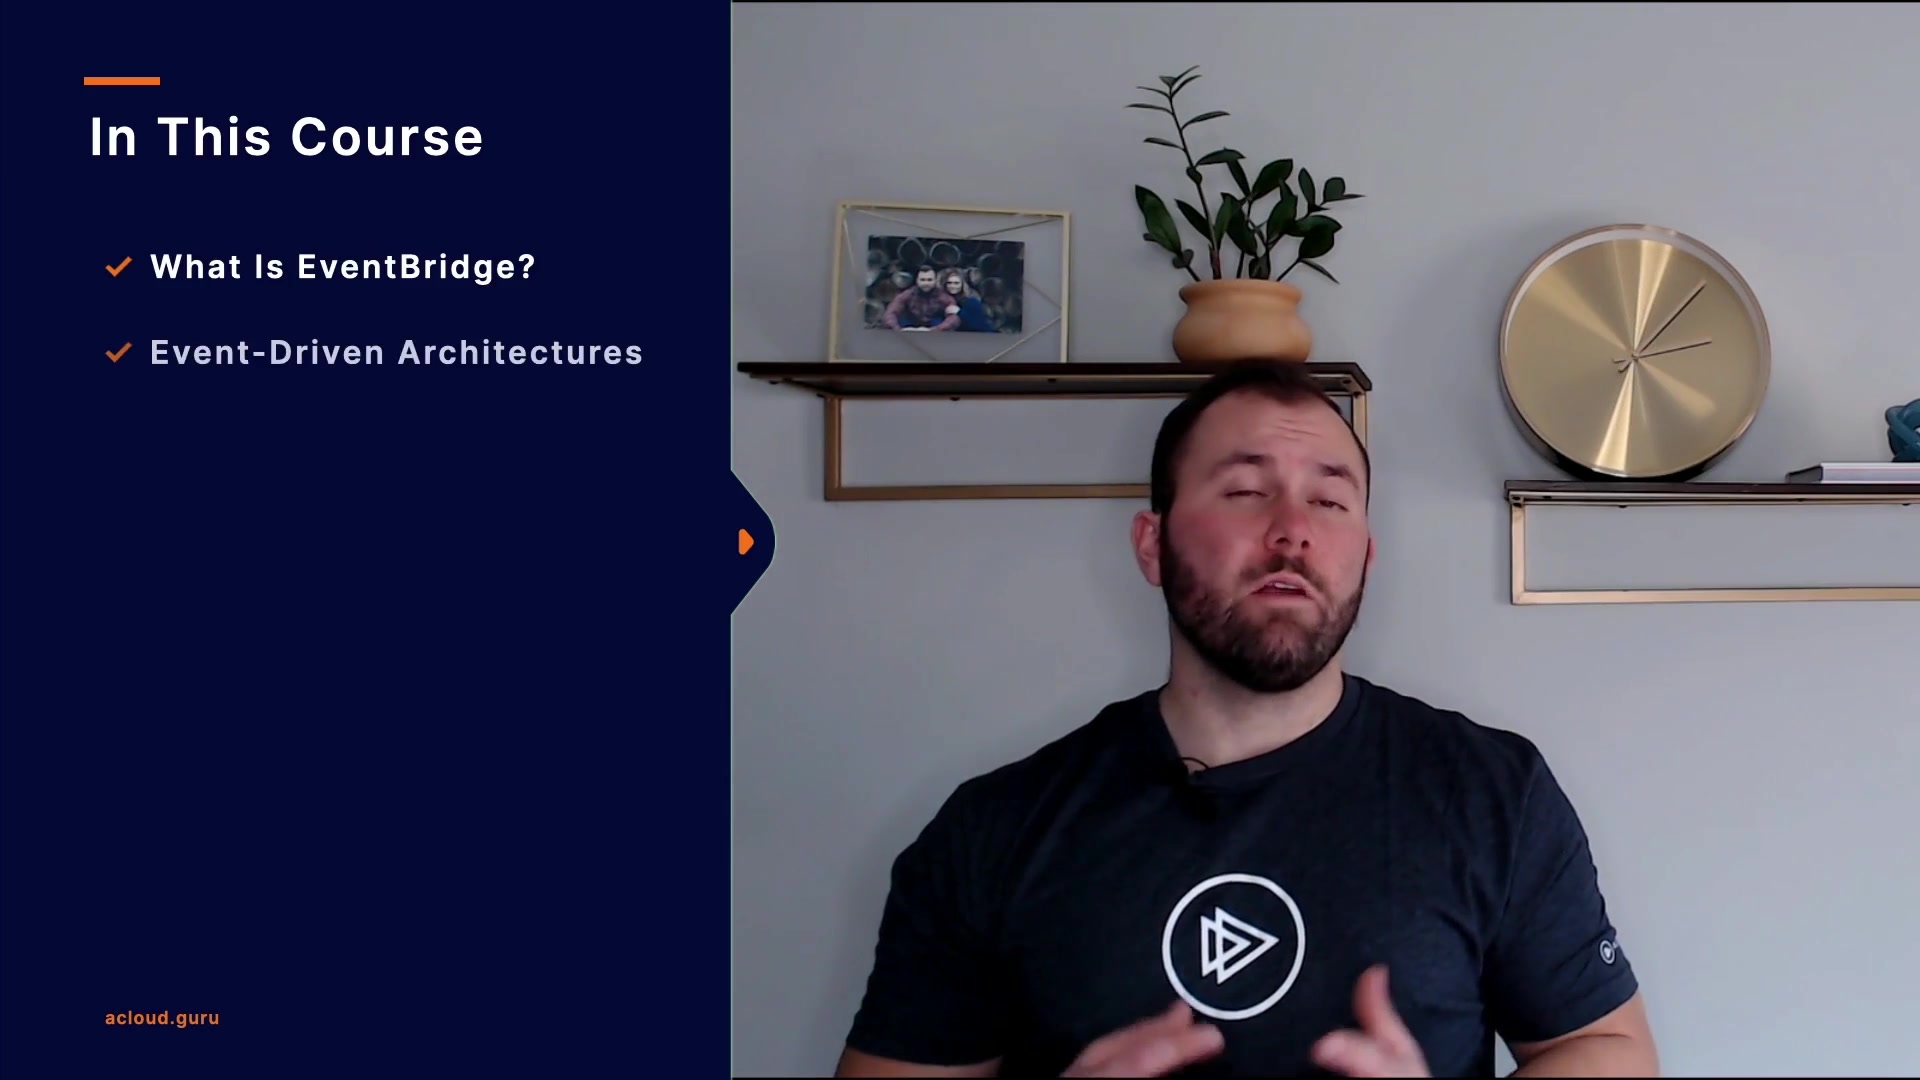 In This Course
What Is EventBridge?
Event-Driven Architectures
acloud.guru